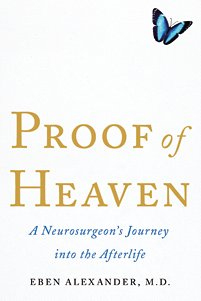 PROOF of
HEAVEN
A Neurosurgeon's Journey
into the Afterlife
EBEN ALEXANDER, M.D.